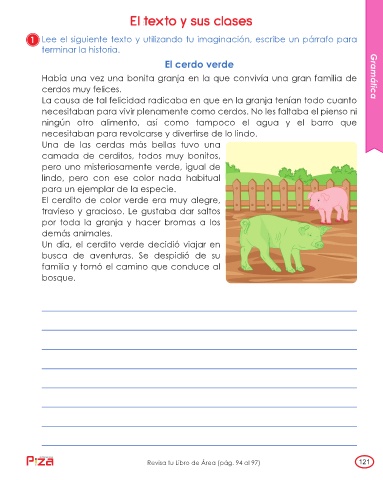 El texto y sus clases
1 Lee el siguiente texto y utilizando tu imaginación, escribe un párrafo para
terminar la historia.
El cerdo verde
Había una vez una bonita granja en la que convivía una gran familia de
cerdos muy felices.
La causa de tal felicidad radicaba en que en la granja tenían todo cuanto
necesitaban para vivir plenamente como cerdos. No les faltaba el pienso ni
ningún otro alimento, así como tampoco el agua y el barro que
necesitaban para revolcarse y divertirse de lo lindo.
Una de las cerdas más bellas tuvo una
camada de cerditos, todos muy bonitos,
pero uno misteriosamente verde, igual de
lindo, pero con ese color nada habitual
para un ejemplar de la especie.
El cerdito de color verde era muy alegre,
travieso y gracioso. Le gustaba dar saltos
por toda la granja y hacer bromas a los
demás animales.
Un día, el cerdito verde decidió viajar en
busca de aventuras. Se despidió de su
familia y tomó el camino que conduce al
bosque.
Gramática
Piza
Revisa tu Libro de Área (pág. 94 al 97)
121